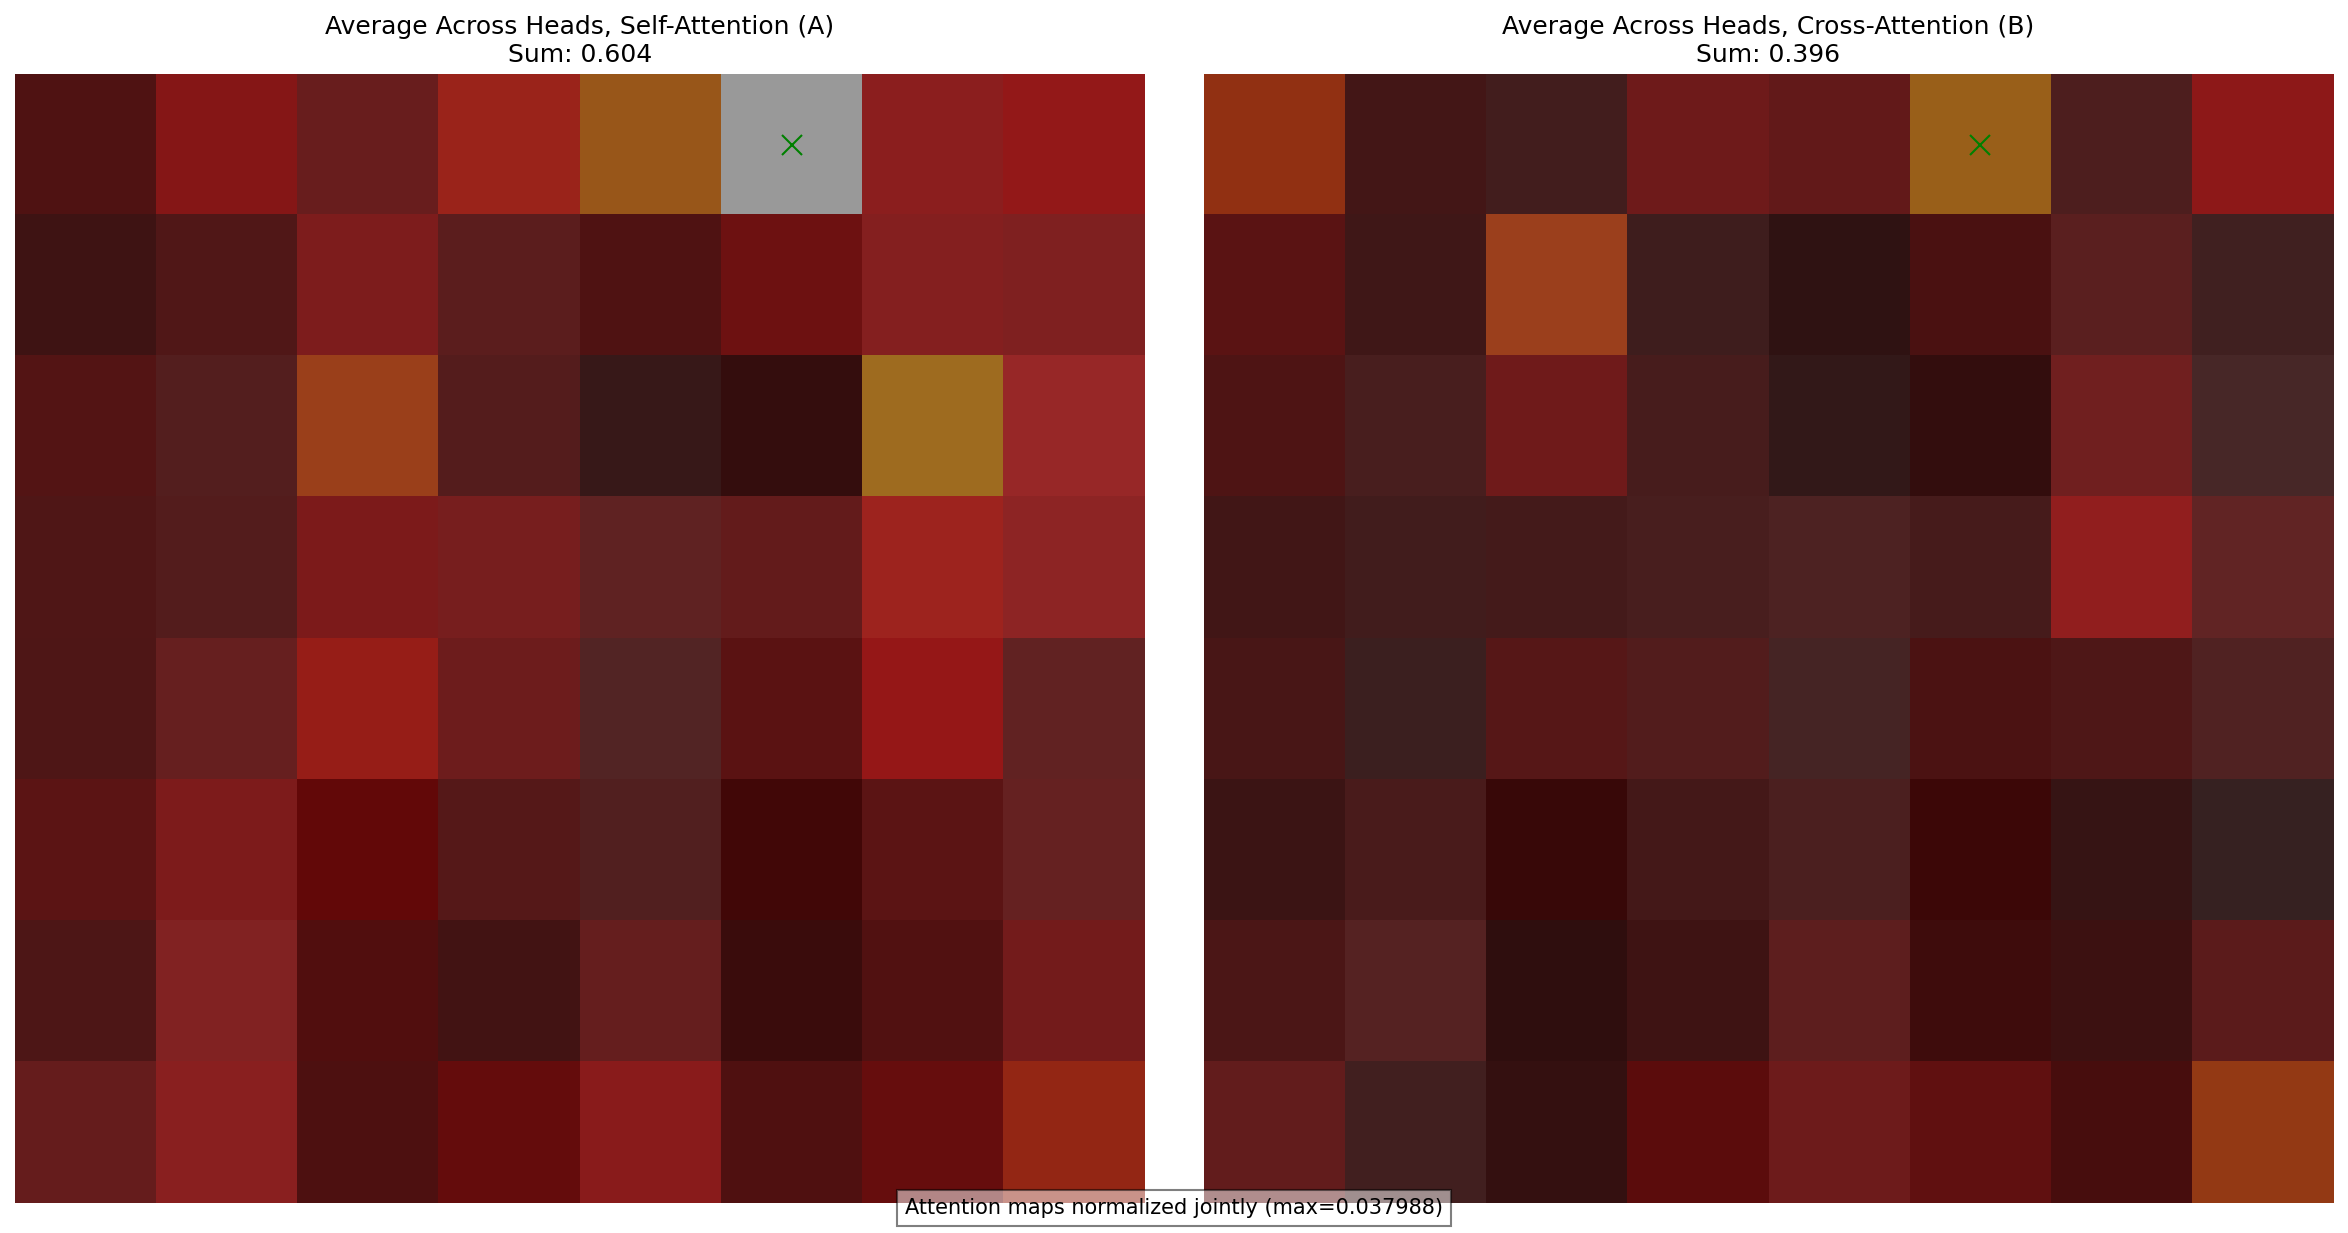 Average Across Heads, Self-Attention (A)
Sum: 0.604
Average Across Heads, Cross-Attention (B)
Sum: 0.396
Attention maps normalized jointly (max=0.037988)